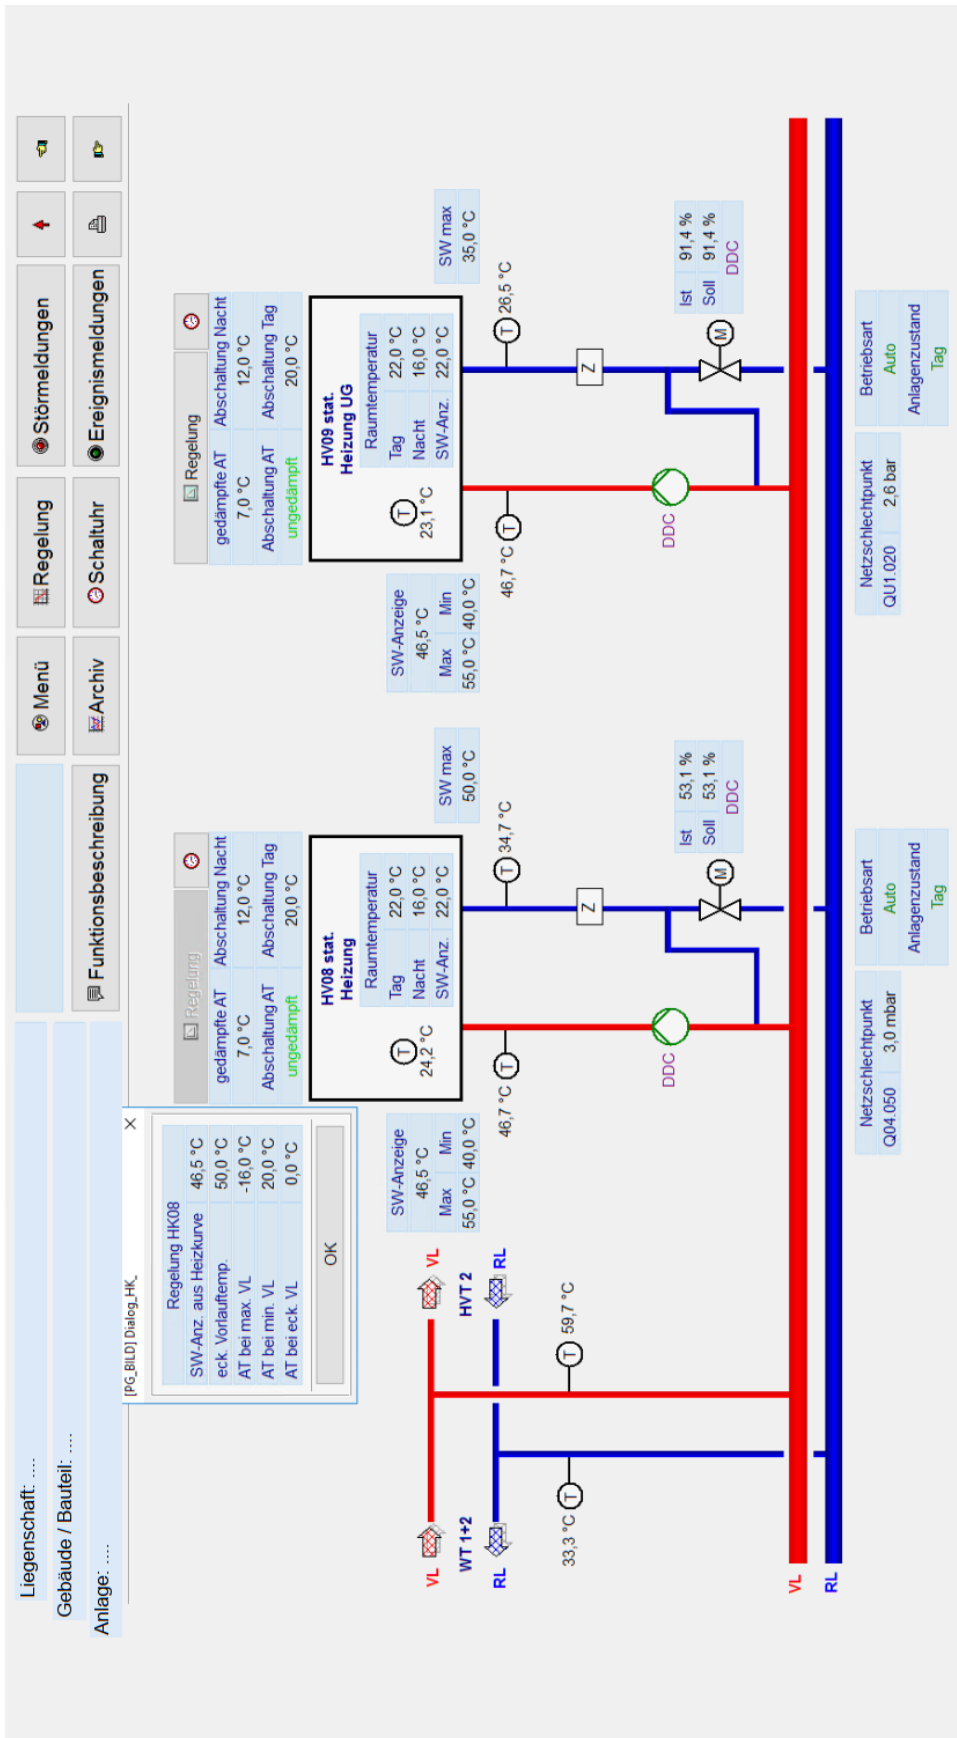 Liegenschaft: ....
Gebäude / Bauteil: ....
Anlage: ....
Menü
Regelung
Störmeldungen
Funktionsbeschreibung
Archiv
Schaltuhr
Ereignismeldungen
[PG_BILD] Dialog_HK_
Regelung HK08
SW-Anz. aus Heizkurve 46,5 °C
eck. Vorlauftemp. 50,0 °C
AT bei max. VL -16,0 °C
AT bei min. VL 20,0 °C
AT bei eck. VL 0,0 °C
OK
Regelung
gedämpfte AT Abschaltung Nacht
7,0 °C 12,0 °C
Abschaltung AT Abschaltung Tag
ungedämpft 20,0 °C
HV08 stat.
Heizung
Raumtemperatur
Tag 22,0 °C
Nacht 16,0 °C
SW-Anz. 22,0 °C
T
24,2 °C
SW-Anzeige
46,5 °C
Max Min
55,0 °C 40,0 °C
SW max
50,0 °C
46,7 °C T
T 34,7 °C
Z
DDC
M
Ist 53,1 %
Soll 53,1 %
DDC
Netzschlechtpunkt
Q04.050 3,0 mbar
Betriebsart
Auto
Anlagenzustand
Tag
Regelung
gedämpfte AT Abschaltung Nacht
7,0 °C 12,0 °C
Abschaltung AT Abschaltung Tag
ungedämpft 20,0 °C
HV09 stat.
Heizung UG
Raumtemperatur
Tag 22,0 °C
Nacht 16,0 °C
SW-Anz. 22,0 °C
T
23,1 °C
SW-Anzeige
46,5 °C
Max Min
55,0 °C 40,0 °C
SW max
35,0 °C
46,7 °C T
T 26,5 °C
Z
DDC
M
Ist 91,4 %
Soll 91,4 %
DDC
Netzschlechtpunkt
QU1.020 2,6 bar
Betriebsart
Auto
Anlagenzustand
Tag
VL
WT 1+2
RL
VL
HVT 2
RL
33,3 °C T
T 59,7 °C
VL
RL